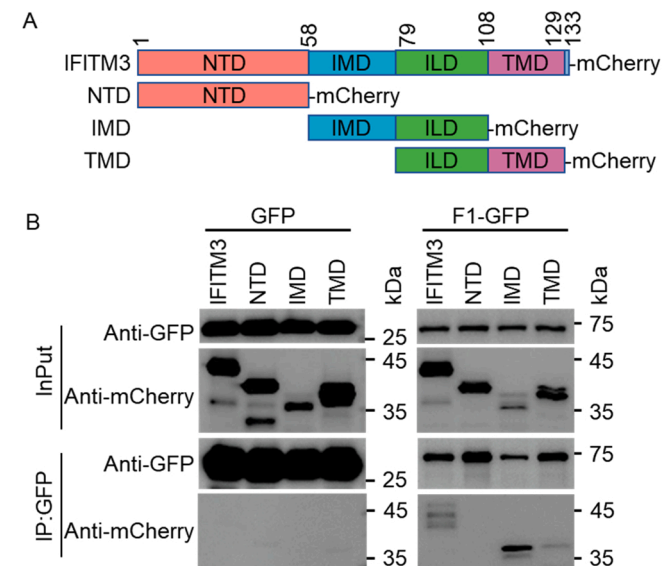 A
1 58 79 108 129 133
IFITM3 NTD IMD ILD TMD -mCherry
NTD NTD -mCherry
IMD IMD ILD -mCherry
TMD ILD TMD -mCherry
B
GFP F1-GFP
IFITM3 NTD IMD TMD kDa IFITM3 NTD IMD TMD kDa
InPut
Anti-GFP 25 75
Anti-mCherry 45 35 45 35
IP:GFP
Anti-GFP 25 75
Anti-mCherry 45 35 45 35